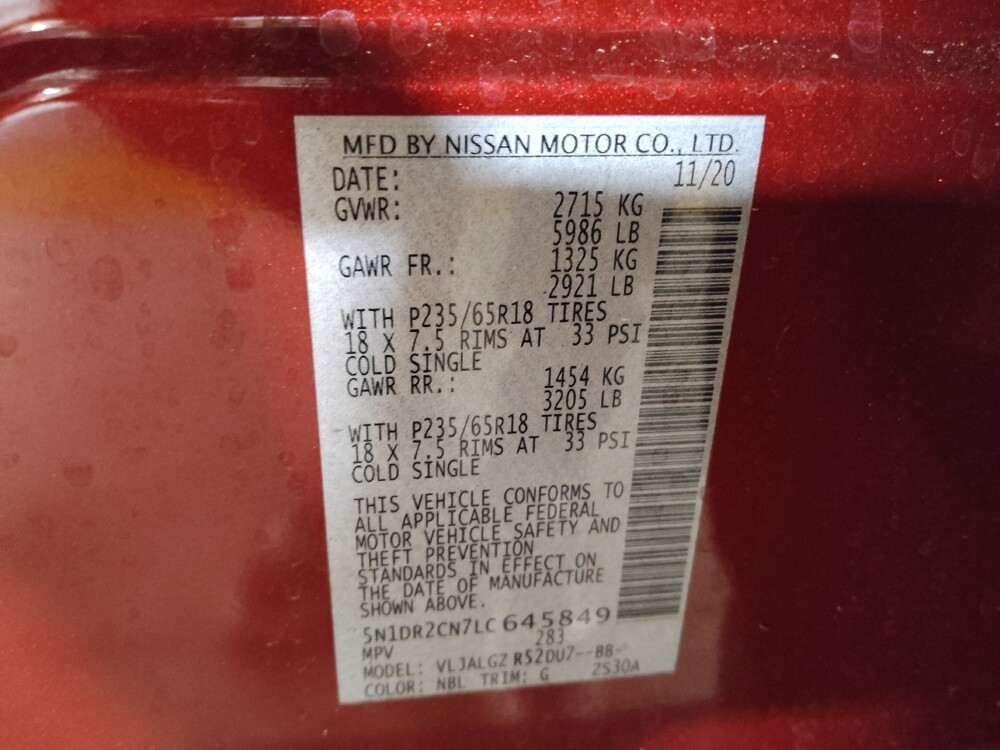 MFD BY NISSAN MOTOR CO., LTD.
DATE: 11/20
GVWR: 2715 KG
5986 LB
GAWR FR.: 1325 KG
2921 LB
WITH P235/65R18 TIRES
18 X 7.5 RIMS AT 33 PSI
COLD SINGLE
GAWR RR.: 1454 KG
3205 LB
WITH P235/65R18 TIRES
18 X 7.5 RIMS AT 33 PSI
COLD SINGLE
THIS VEHICLE CONFORMS TO
ALL APPLICABLE FEDERAL
MOTOR VEHICLE SAFETY AND
THEFT PREVENTION
STANDARDS IN EFFECT ON
THE DATE OF MANUFACTURE
SHOWN ABOVE.
5N1DR2CN7LC645849
MPV 283
MODEL: VLJALGZ R52DU7--BB-
COLOR: NBL TRIM: G ZS30A